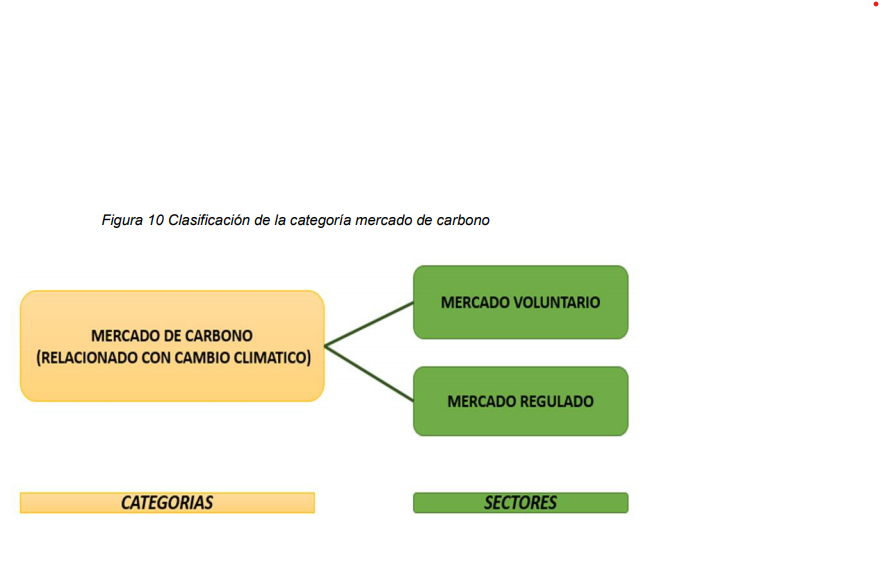 Figura 10 Clasificación de la categoría mercado de carbono
MERCADO DE CARBONO
(RELACIONADO CON CAMBIO CLIMATICO)
MERCADO VOLUNTARIO
MERCADO REGULADO
CATEGORIAS
SECTORES